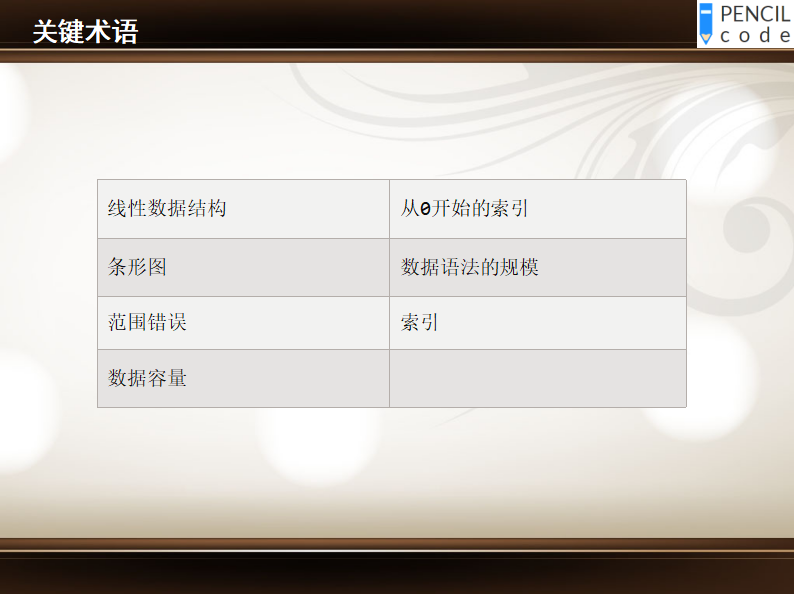 关键术语
PENCIL
code
线性数据结构
从0开始的索引
条形图
数据语法的规模
范围错误
索引
数据容量